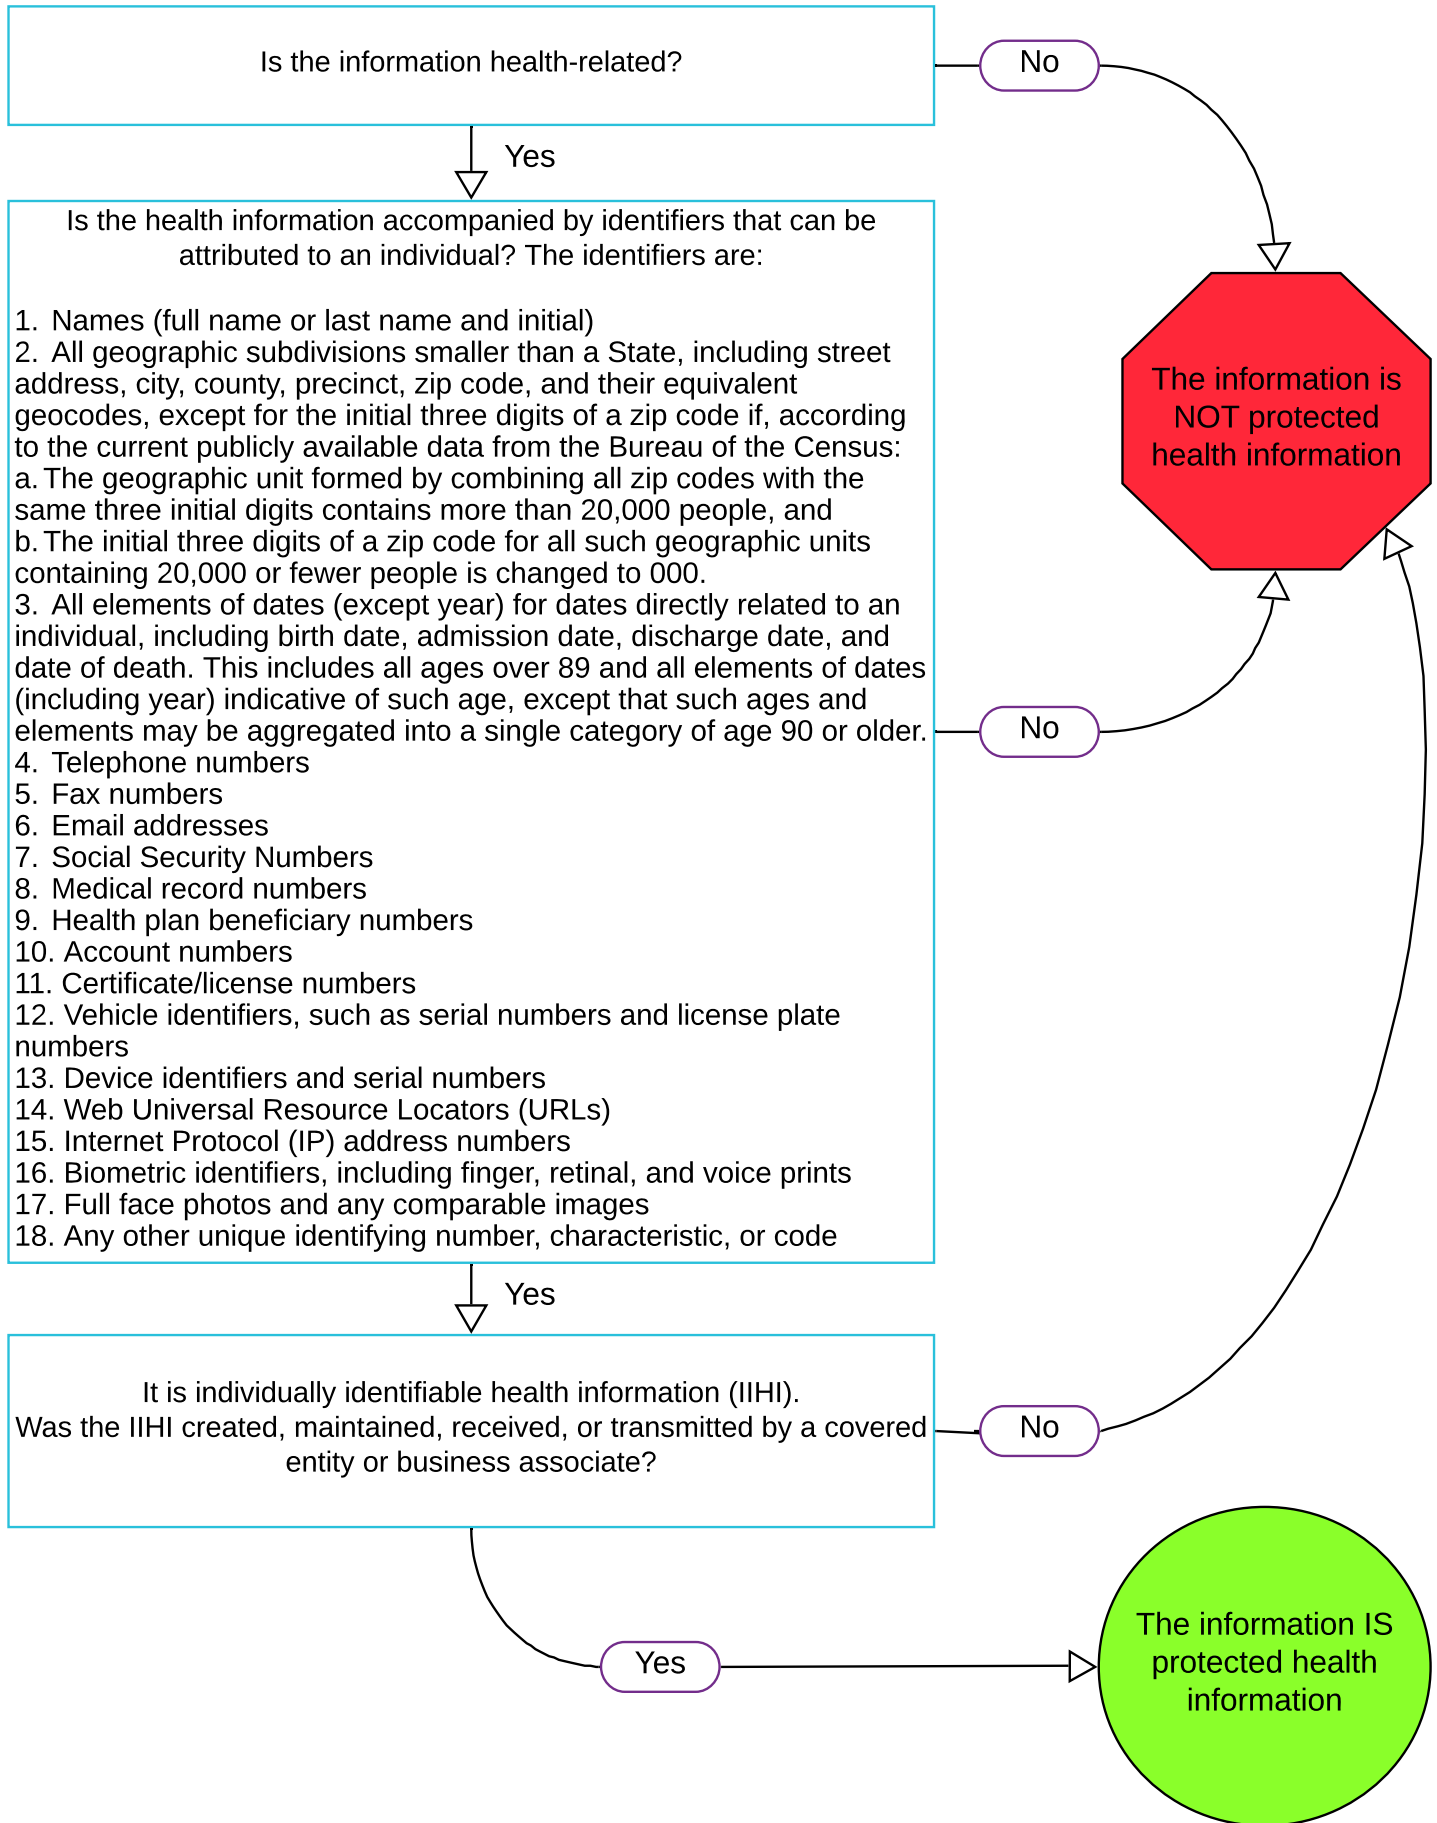 Is the information health-related?
No
Yes
Is the health information accompanied by identifiers that can be
attributed to an individual? The identifiers are:
1. Names (full name or last name and initial)
2. All geographic subdivisions smaller than a State, including street
address, city, county, precinct, zip code, and their equivalent
geocodes, except for the initial three digits of a zip code if, according
to the current publicly available data from the Bureau of the Census:
a. The geographic unit formed by combining all zip codes with the
same three initial digits contains more than 20,000 people, and
b. The initial three digits of a zip code for all such geographic units
containing 20,000 or fewer people is changed to 000.
3. All elements of dates (except year) for dates directly related to an
individual, including birth date, admission date, discharge date, and
date of death. This includes all ages over 89 and all elements of dates
(including year) indicative of such age, except that such ages and
elements may be aggregated into a single category of age 90 or older.
4. Telephone numbers
5. Fax numbers
6. Email addresses
7. Social Security Numbers
8. Medical record numbers
9. Health plan beneficiary numbers
10. Account numbers
11. Certificate/license numbers
12. Vehicle identifiers, such as serial numbers and license plate
numbers
13. Device identifiers and serial numbers
14. Web Universal Resource Locators (URLs)
15. Internet Protocol (IP) address numbers
16. Biometric identifiers, including finger, retinal, and voice prints
17. Full face photos and any comparable images
18. Any other unique identifying number, characteristic, or code
No
The information is
NOT protected
health information
Yes
It is individually identifiable health information (IIHI).
Was the IIHI created, maintained, received, or transmitted by a covered
entity or business associate?
No
Yes
The information IS
protected health
information